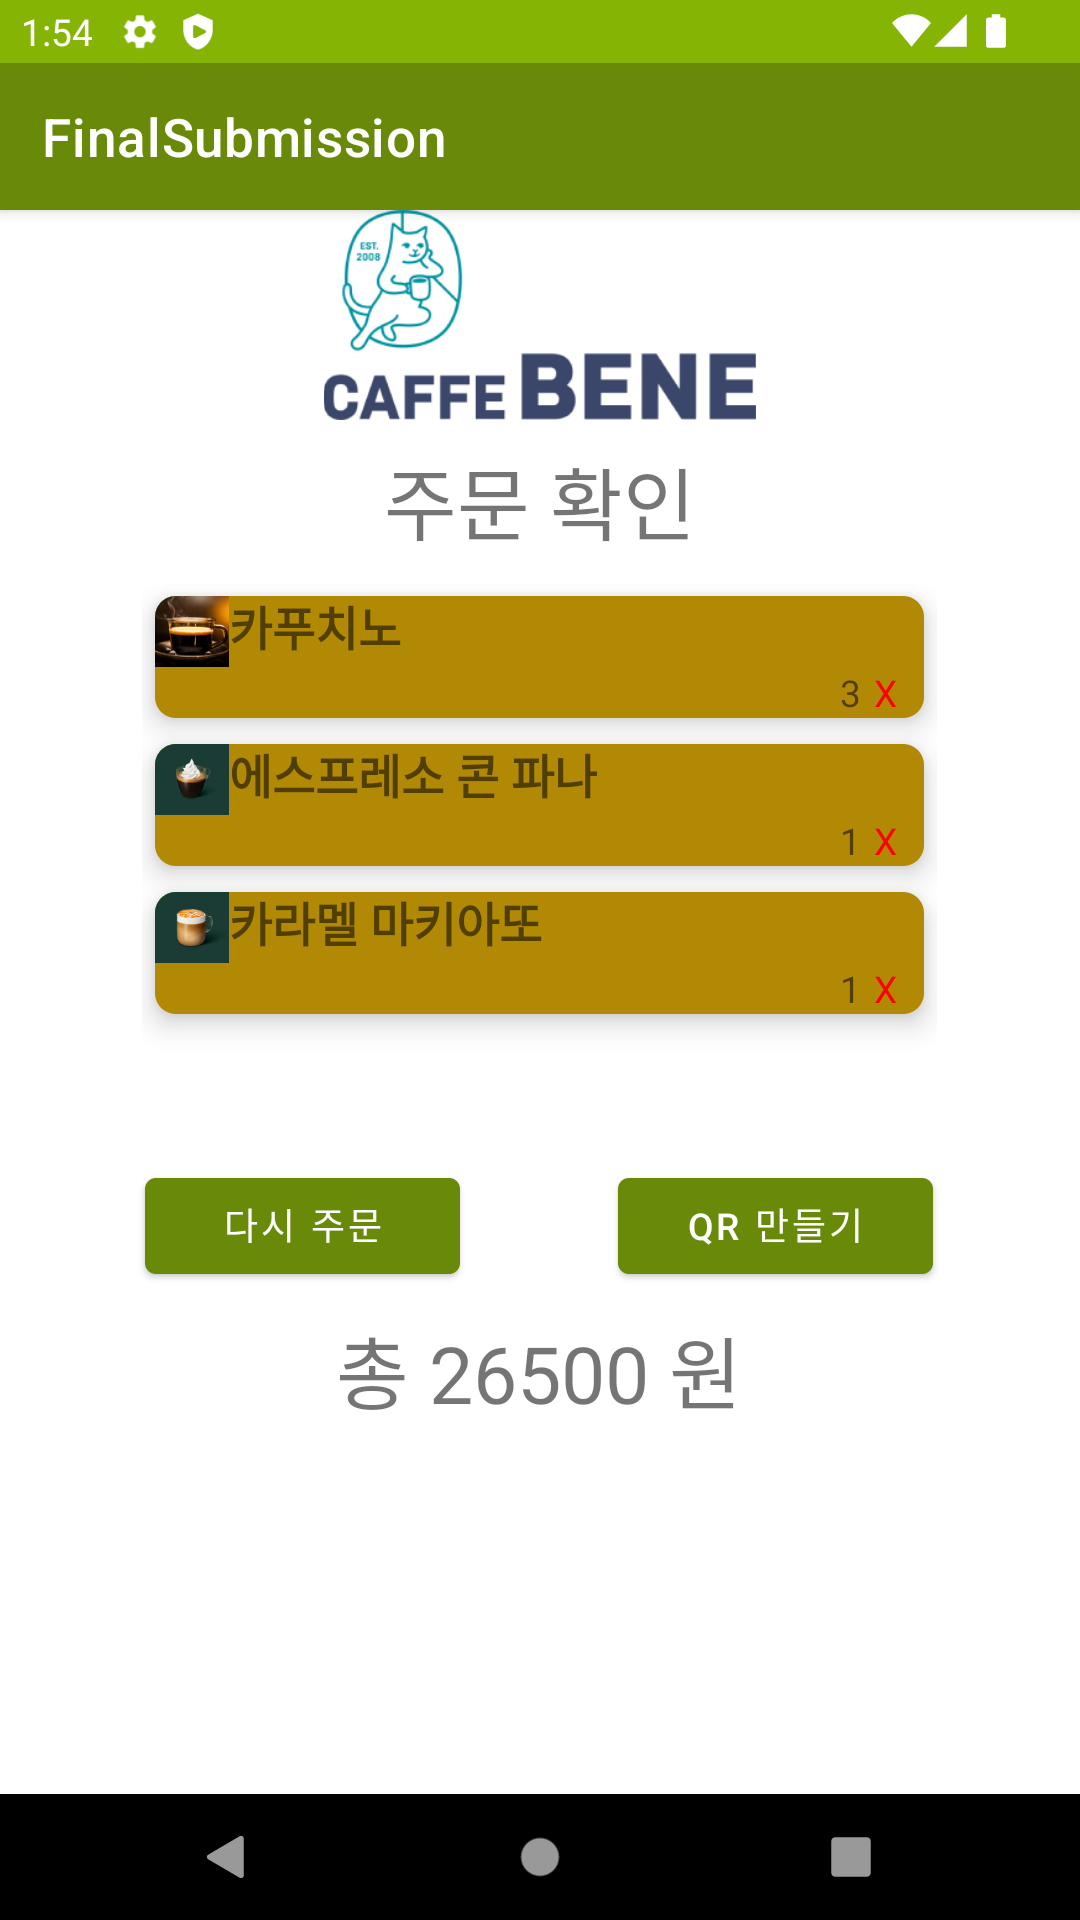 1:54
FinalSubmission
EST.
2008
CAFFE BENE
주문 확인
카푸치노
3 X
에스프레소 콘 파나
1 X
카라멜 마키아또
1 X
다시 주문
QR 만들기
총 26500 원